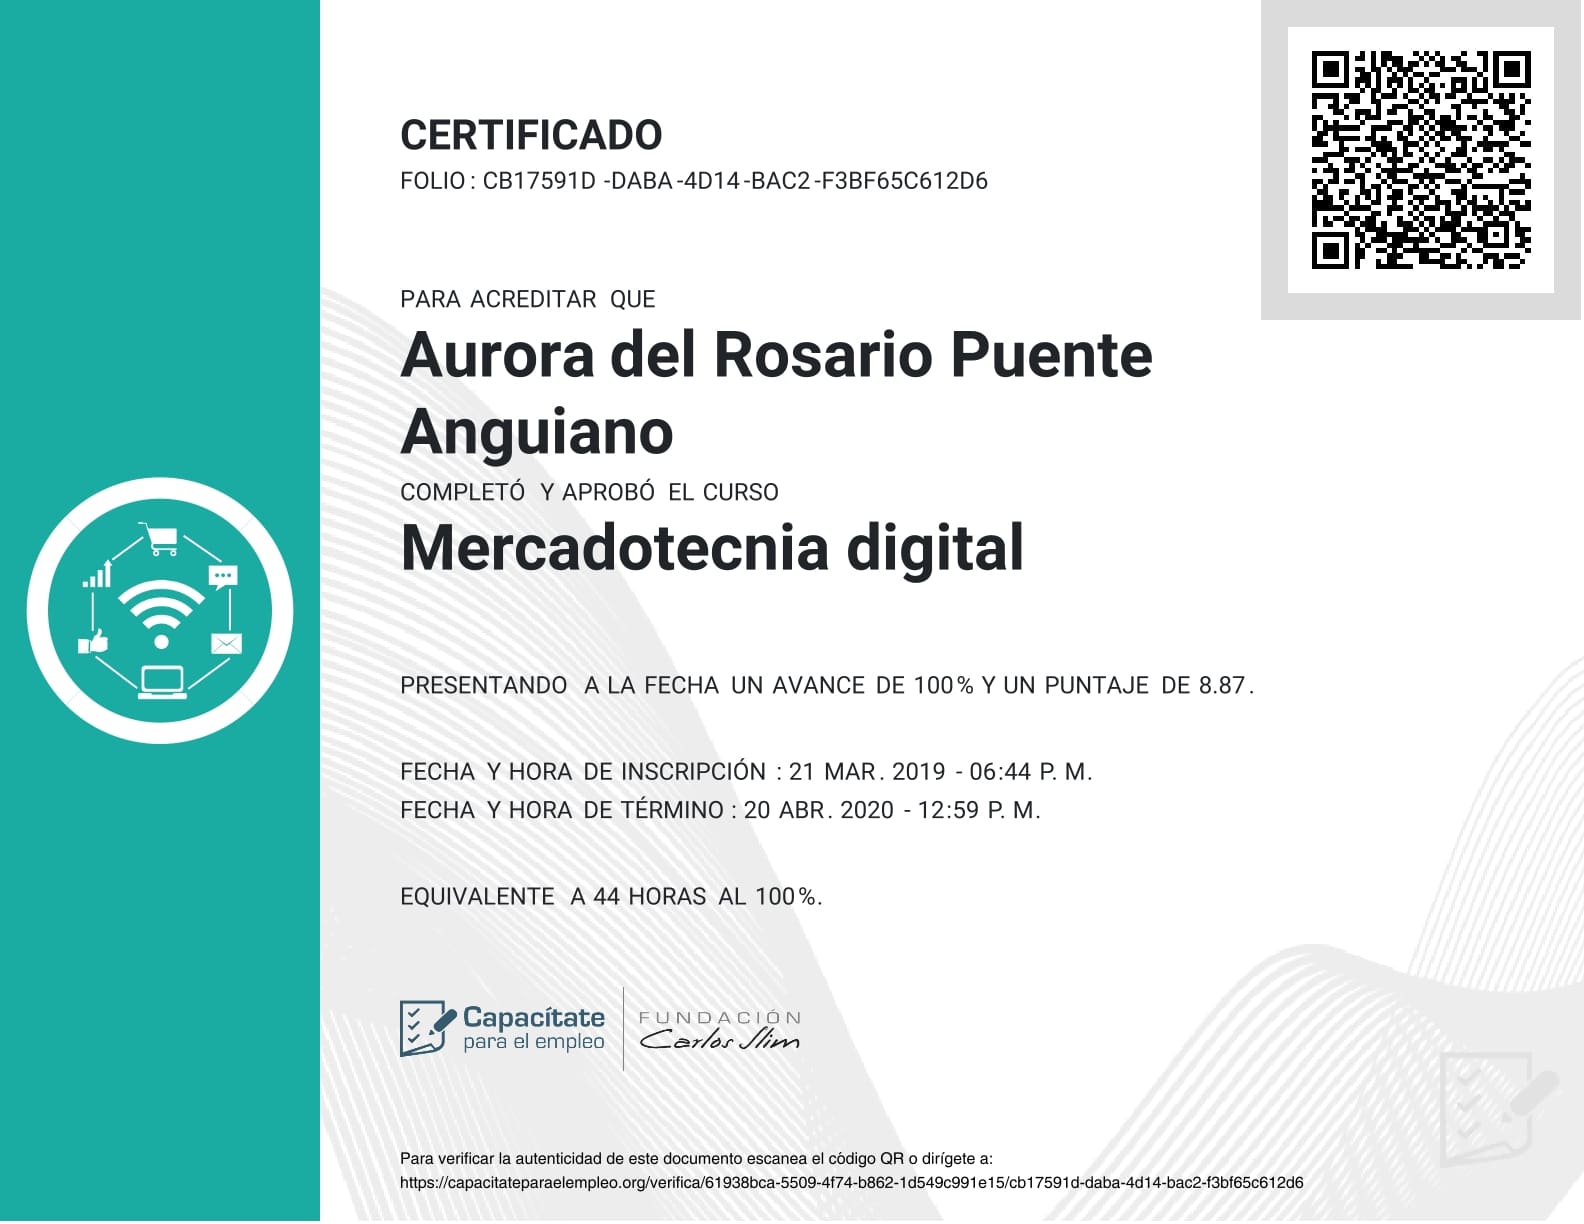 CERTIFICADO
FOLIO : CB17591D -DABA -4D14 -BAC2 -F3BF65C612D6
PARA ACREDITAR QUE
Aurora del Rosario Puente
Anguiano
COMPLETÓ Y APROBÓ EL CURSO
Mercadotecnia digital
PRESENTANDO A LA FECHA UN AVANCE DE 100% Y UN PUNTAJE DE 8.87.
FECHA Y HORA DE INSCRIPCIÓN : 21 MAR. 2019 - 06:44 P. M.
FECHA Y HORA DE TÉRMINO : 20 ABR. 2020 - 12:59 P. M.
EQUIVALENTE A 44 HORAS AL 100%.
Capacítate
para el empleo
FUNDACIÓN
Carlos Slim
Para verificar la autenticidad de este documento escanea el código QR o dirígete a:
https://capacitateparaelempleo.org/verifica/61938bca-5509-4f74-b862-1d549c991e15/cb17591d-daba-4d14-bac2-f3bf65c612d6